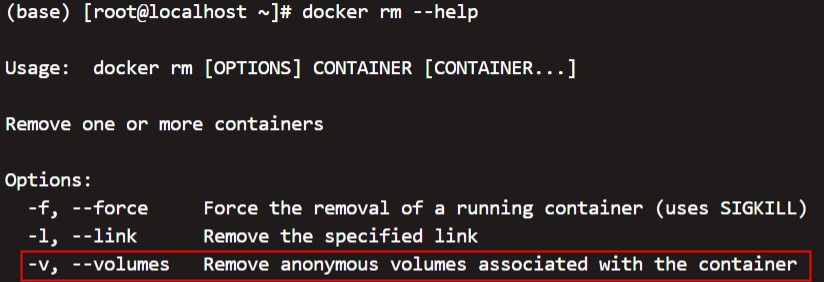 (base) [root@localhost ~]# docker rm --help
Usage:  docker rm [OPTIONS] CONTAINER [CONTAINER...]
Remove one or more containers
Options:
  -f, --force     Force the removal of a running container (uses SIGKILL)
  -l, --link      Remove the specified link
  -v, --volumes   Remove anonymous volumes associated with the container